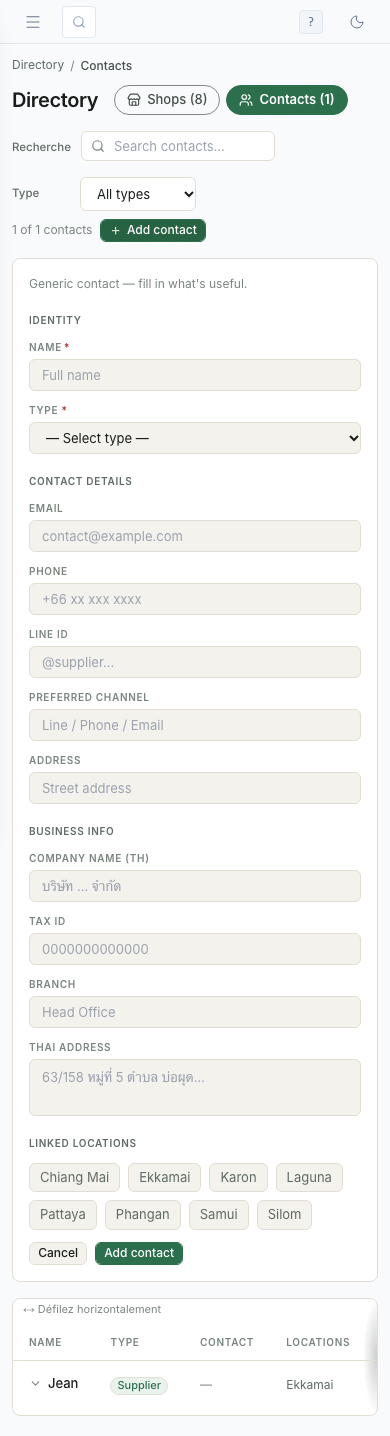 ?
Directory / Contacts
Directory Shops (8) Contacts (1)
Recherche Search contacts...
Type All types
1 of 1 contacts + Add contact
Generic contact — fill in what's useful.
IDENTITY
NAME *
Full name
TYPE *
— Select type —
CONTACT DETAILS
EMAIL
contact@example.com
PHONE
+66 xx xxx xxxx
LINE ID
@supplier...
PREFERRED CHANNEL
Line / Phone / Email
ADDRESS
Street address
BUSINESS INFO
COMPANY NAME (TH)
บริษัท ... จำกัด
TAX ID
0000000000000
BRANCH
Head Office
THAI ADDRESS
63/158 หมู่ที่ 5 ตำบล บ่อผุด...
LINKED LOCATIONS
Chiang Mai Ekkamai Karon Laguna
Pattaya Phangan Samui Silom
Cancel Add contact
↔ Défilez horizontalement
NAME TYPE CONTACT LOCATIONS
Jean Supplier — Ekkamai